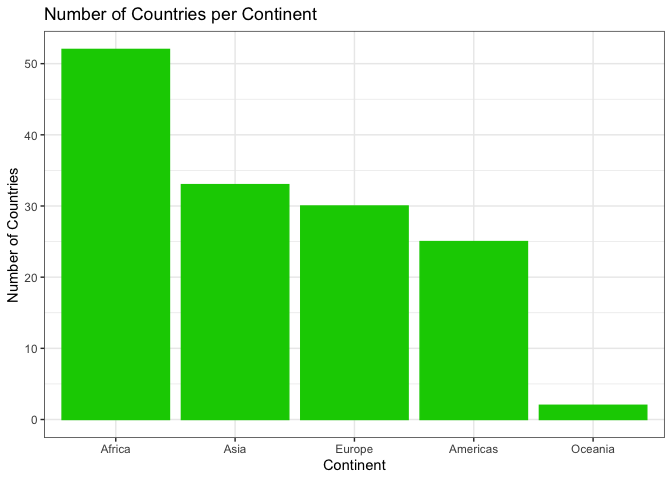 Number of Countries per Continent
Number of Countries
50
40
30
20
10
0
Africa Asia Europe Americas Oceania
Continent